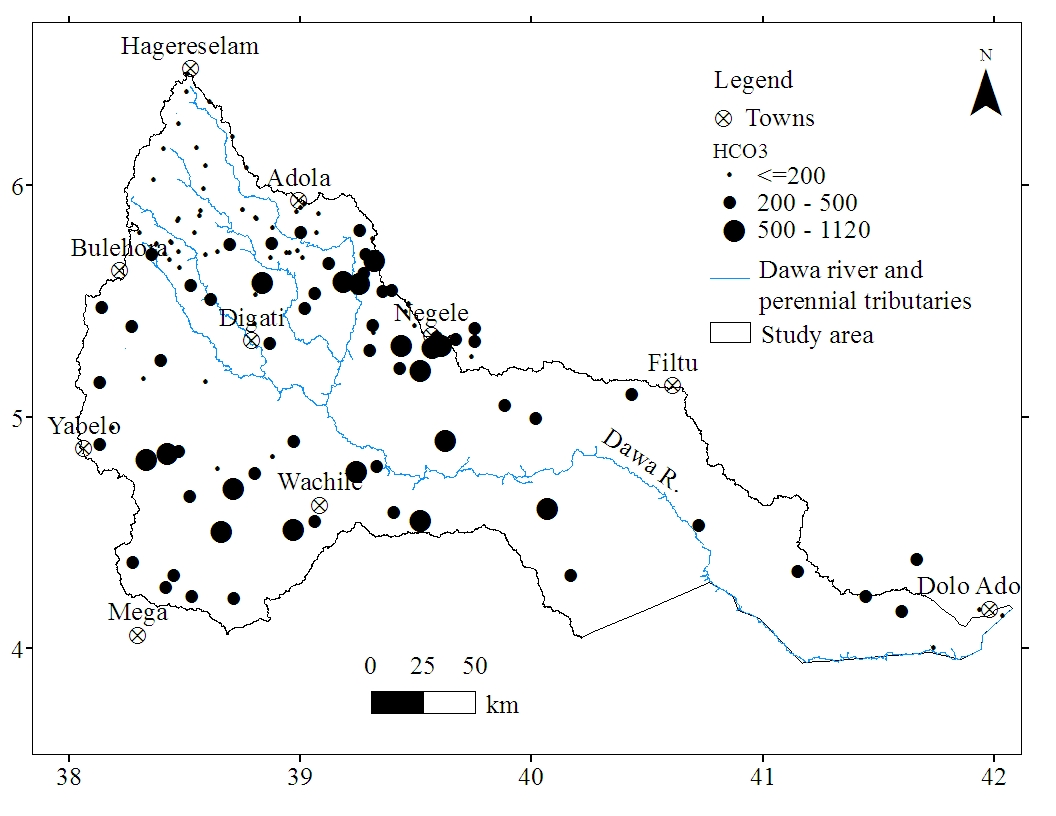 Hagereselam
N
Legend
Towns
HCO3
<=200
200 - 500
500 - 1120
Dawa river and
perennial tributaries
Study area
Adola
6
Bulehora
Negele
Digati
Filtu
5
Yabelo
Dawa R.
Wachile
Dolo Ado
Mega
4
0 25 50
km
38 39 40 41 42